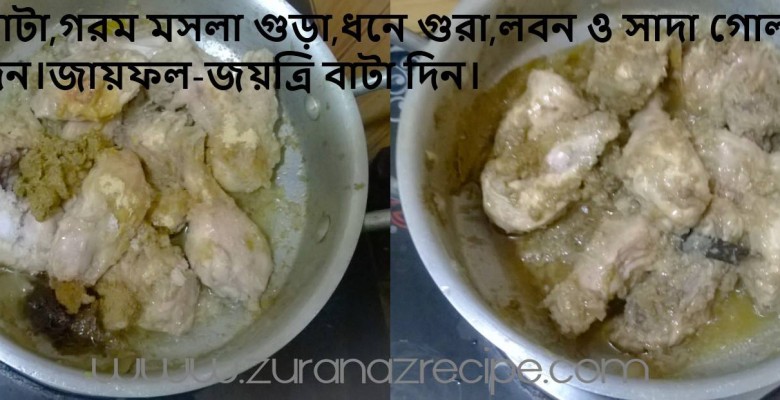 াটা,গরম মসলা গুড়া,ধনে গুরা,লবন ও সাদা গোল
ন।জায়ফল-জয়ত্রি বাটা দিন।
www.zuranazrecipe.com